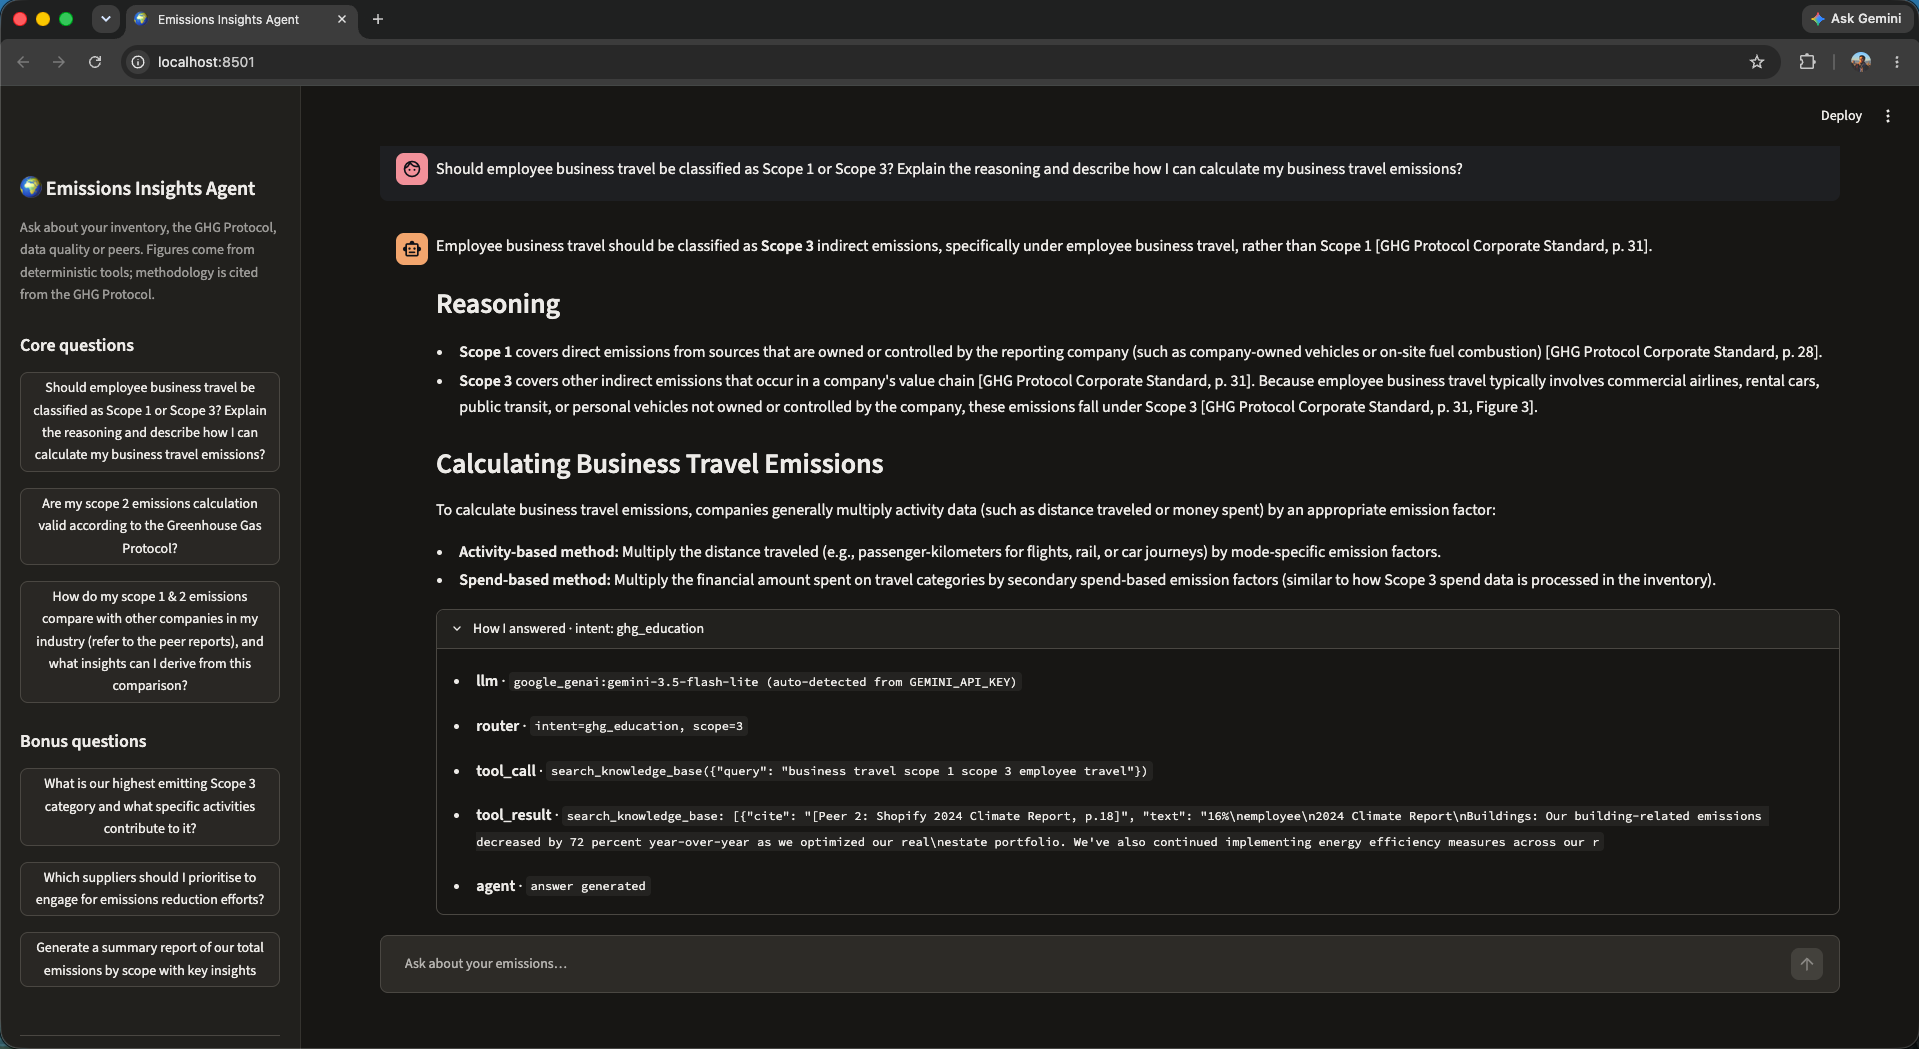 Emissions Insights Agent
Ask Gemini
localhost:8501
Deploy
Emissions Insights Agent
Ask about your inventory, the GHG Protocol,
data quality or peers. Figures come from
deterministic tools; methodology is cited
from the GHG Protocol.
Core questions
Should employee business travel be
classified as Scope 1 or Scope 3? Explain
the reasoning and describe how I can
calculate my business travel emissions?
Are my scope 2 emissions calculation
valid according to the Greenhouse Gas
Protocol?
How do my scope 1 & 2 emissions
compare with other companies in my
industry (refer to the peer reports), and
what insights can I derive from this
comparison?
Bonus questions
What is our highest emitting Scope 3
category and what specific activities
contribute to it?
Which suppliers should I prioritise to
engage for emissions reduction efforts?
Generate a summary report of our total
emissions by scope with key insights
Should employee business travel be classified as Scope 1 or Scope 3? Explain the reasoning and describe how I can calculate my business travel emissions?
Employee business travel should be classified as Scope 3 indirect emissions, specifically under employee business travel, rather than Scope 1 [GHG Protocol Corporate Standard, p. 31].
Reasoning
• Scope 1 covers direct emissions from sources that are owned or controlled by the reporting company (such as company-owned vehicles or on-site fuel combustion) [GHG Protocol Corporate Standard, p. 28].
• Scope 3 covers other indirect emissions that occur in a company's value chain [GHG Protocol Corporate Standard, p. 31]. Because employee business travel typically involves commercial airlines, rental cars,
public transit, or personal vehicles not owned or controlled by the company, these emissions fall under Scope 3 [GHG Protocol Corporate Standard, p. 31, Figure 3].
Calculating Business Travel Emissions
To calculate business travel emissions, companies generally multiply activity data (such as distance traveled or money spent) by an appropriate emission factor:
• Activity-based method: Multiply the distance traveled (e.g., passenger-kilometers for flights, rail, or car journeys) by mode-specific emission factors.
• Spend-based method: Multiply the financial amount spent on travel categories by secondary spend-based emission factors (similar to how Scope 3 spend data is processed in the inventory).
How I answered · intent: ghg_education
• llm · google_genai:gemini-3.5-flash-lite (auto-detected from GEMINI_API_KEY)
• router · intent=ghg_education, scope=3
• tool_call · search_knowledge_base({"query": "business travel scope 1 scope 3 employee travel"})
• tool_result · search_knowledge_base: [{"cite": "[Peer 2: Shopify 2024 Climate Report, p.18]", "text": "16%\nemployee\n2024 Climate Report\nBuildings: Our building-related emissions
decreased by 72 percent year-over-year as we optimized our real\nestate portfolio. We've also continued implementing energy efficiency measures across our r
• agent · answer generated
Ask about your emissions…